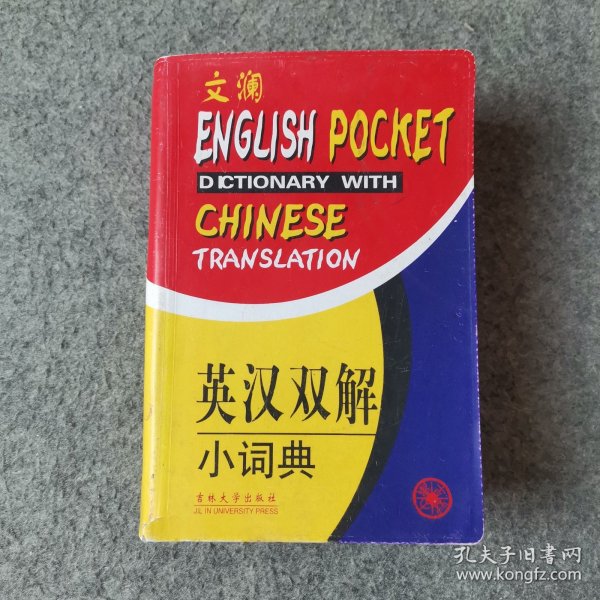 文澜
ENGLISH POCKET
DICTIONARY WITH
CHINESE
TRANSLATION
英汉双解
小词典
吉林大学出版社
JILIN UNIVERSITY PRESS
孔夫子旧書网
www.kongfz.com